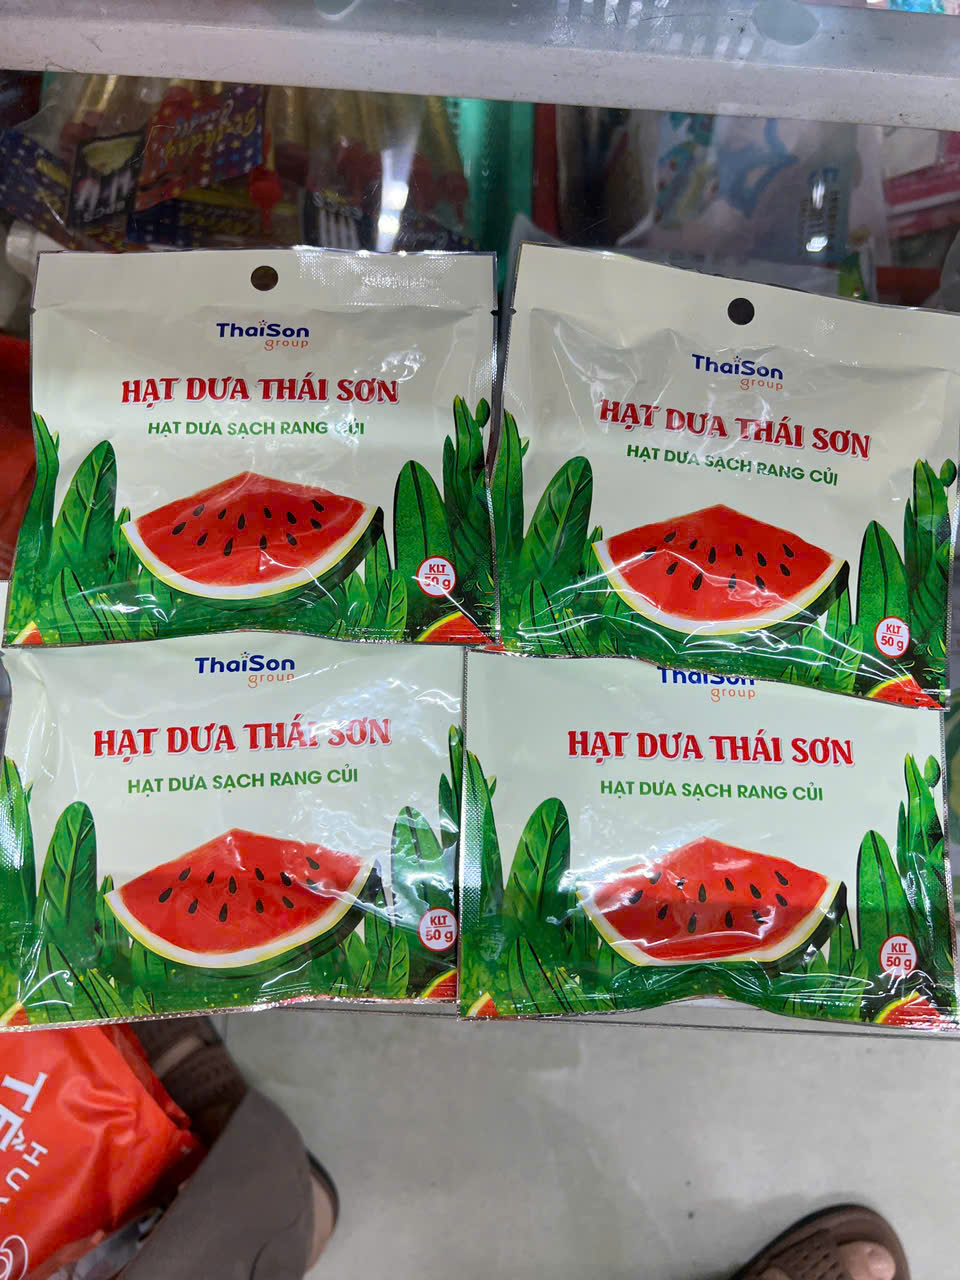 ThaiSon
group
HẠT DƯA THÁI SƠN
HẠT DƯA SẠCH RANG CỦI
KLT
50 g
ThaiSon
group
HẠT DƯA THÁI SƠN
HẠT DƯA SẠCH RANG CỦI
KLT
50 g
ThaiSon
group
HẠT DƯA THÁI SƠN
HẠT DƯA SẠCH RANG CỦI
KLT
50 g
ThaiSon
group
HẠT DƯA THÁI SƠN
HẠT DƯA SẠCH RANG CỦI
KLT
50 g